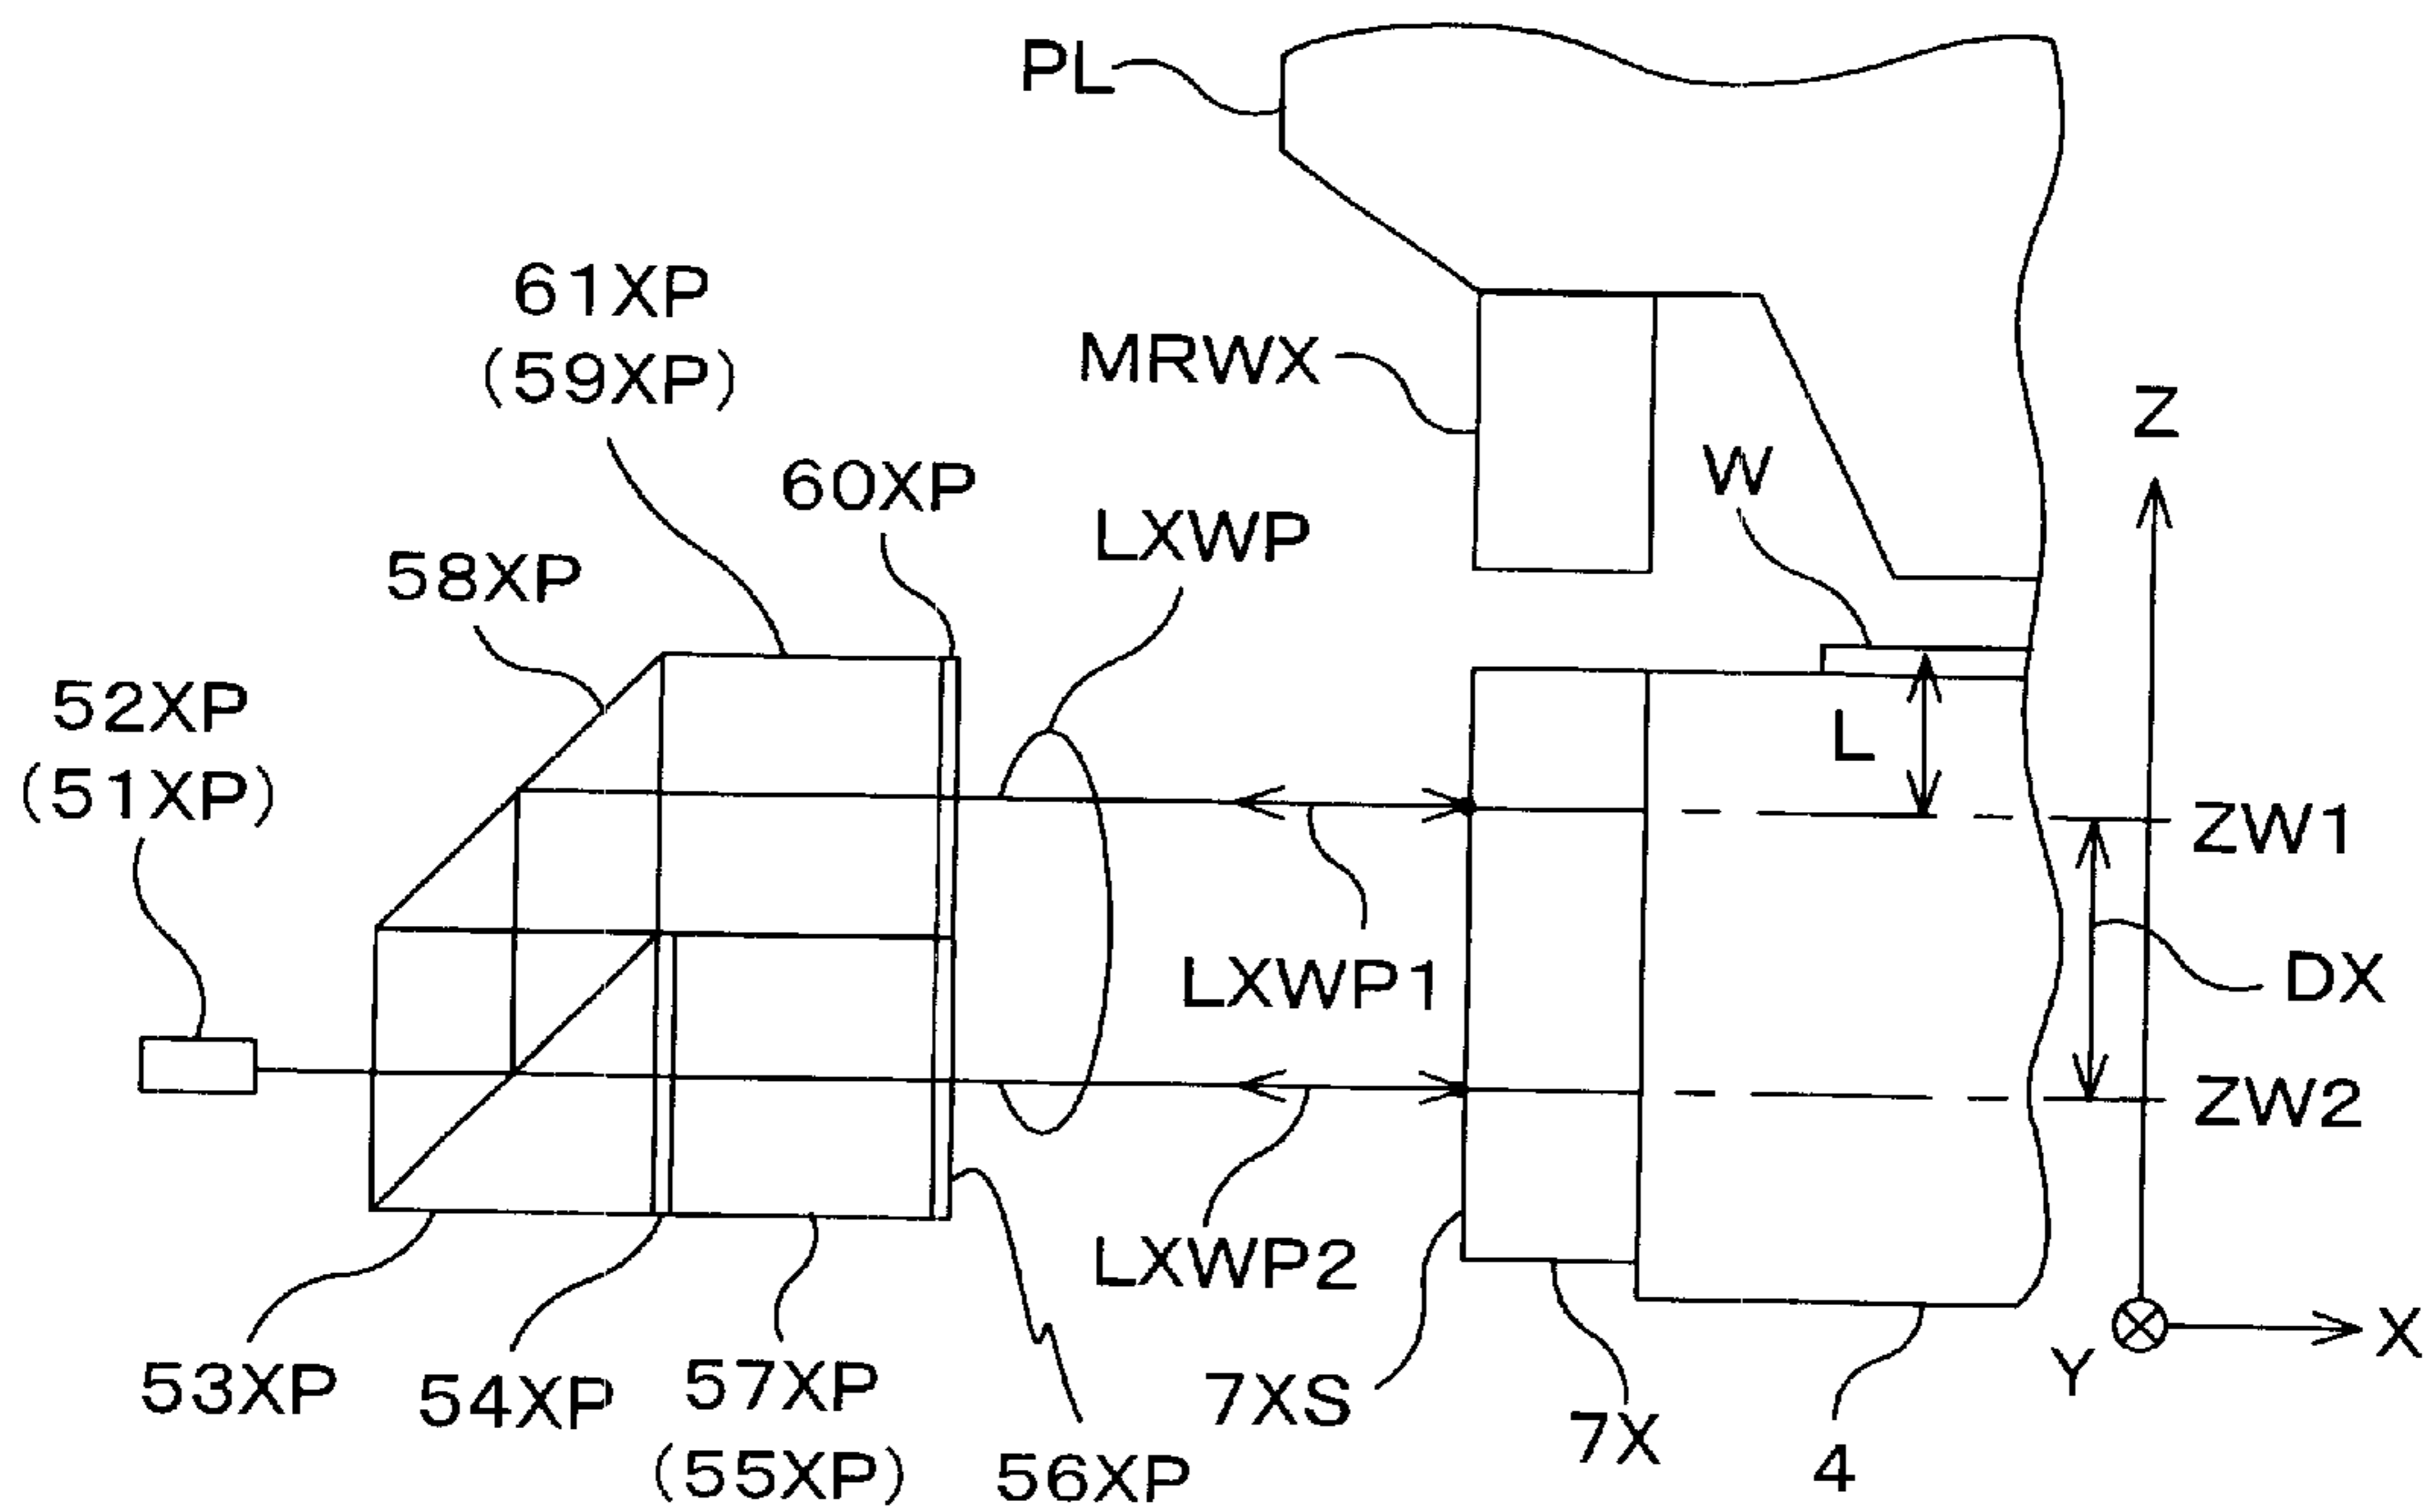 PL
61XP
(59XP)
MRWX
Z
60XP
W
LXWP
58XP
52XP
(51XP)
L
ZW1
LXWP1
DX
ZW2
LXWP2
53XP
54XP
57XP
(55XP)
56XP
7XS
7X
4
Y
X